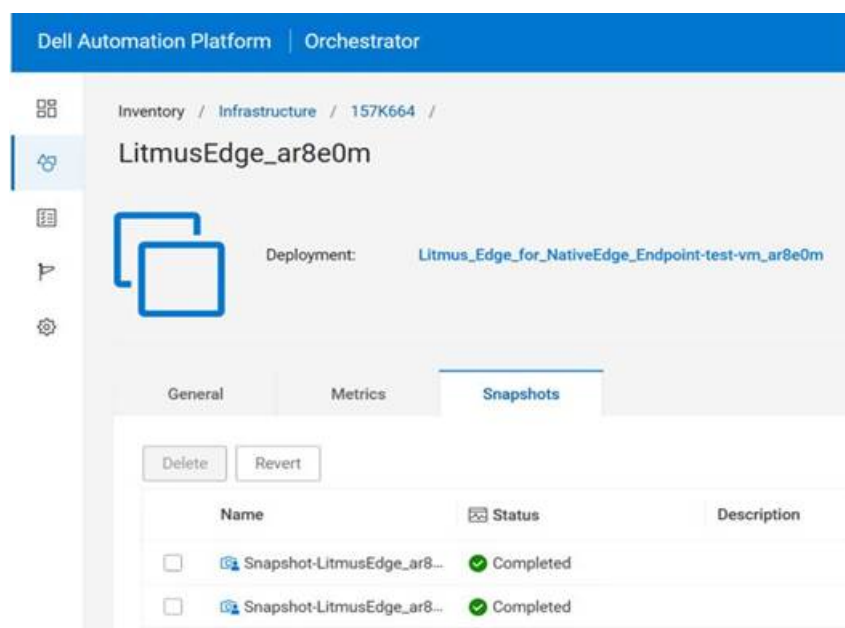 Dell Automation Platform | Orchestrator
Inventory / Infrastructure / 157K664 /
LitmusEdge_ar8e0m
Deployment: Litmus_Edge_for_NativeEdge_Endpoint-test-vm_ar8e0m
General Metrics Snapshots
Delete Revert
Name Status Description
Snapshot-LitmusEdge_ar8... Completed
Snapshot-LitmusEdge_ar8... Completed